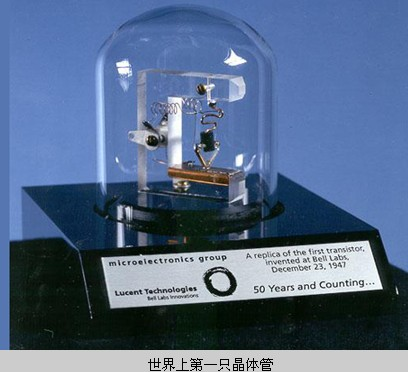 microelectronics group
Lucent Technologies
Bell Labs Innovations
A replica of the first transistor,
invented at Bell Labs,
December 23, 1947
50 Years and Counting...
世界上第一只晶体管